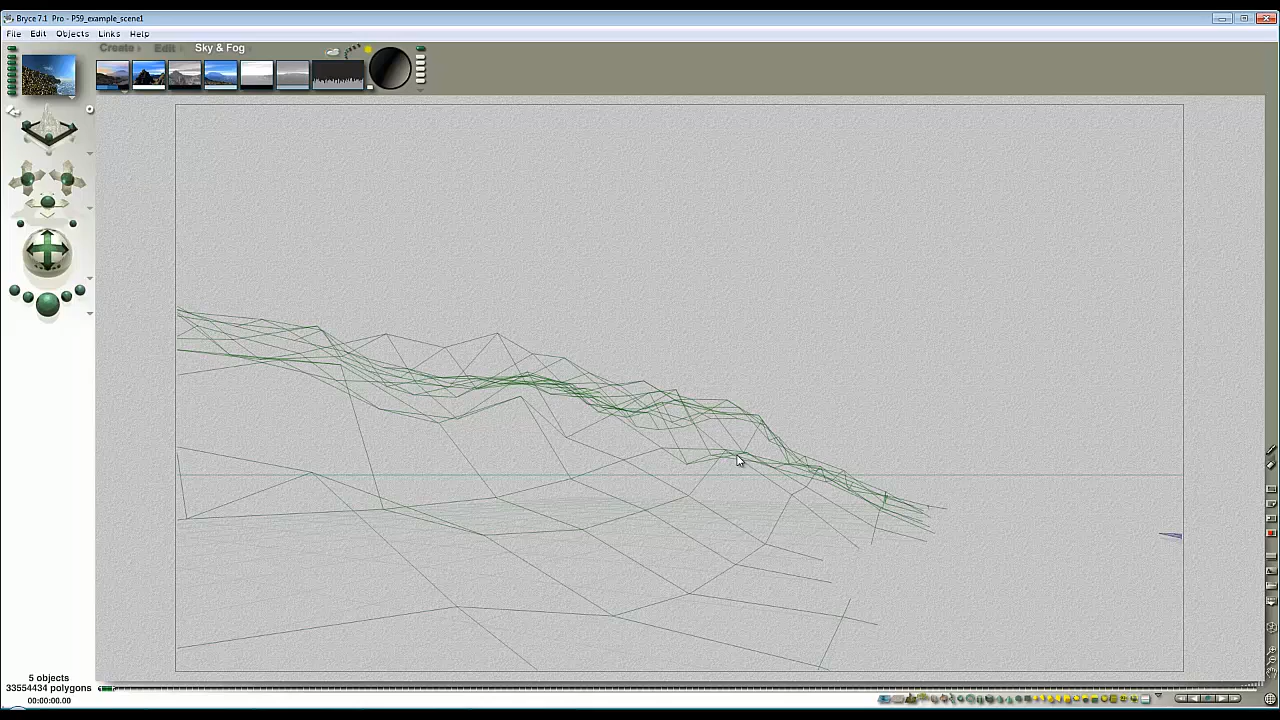 Bryce 7.1 Pro - P59_example_scene1
File Edit Objects Links Help
Create Edit Sky & Fog
5 objects
33554434 polygons
00:00:00.00